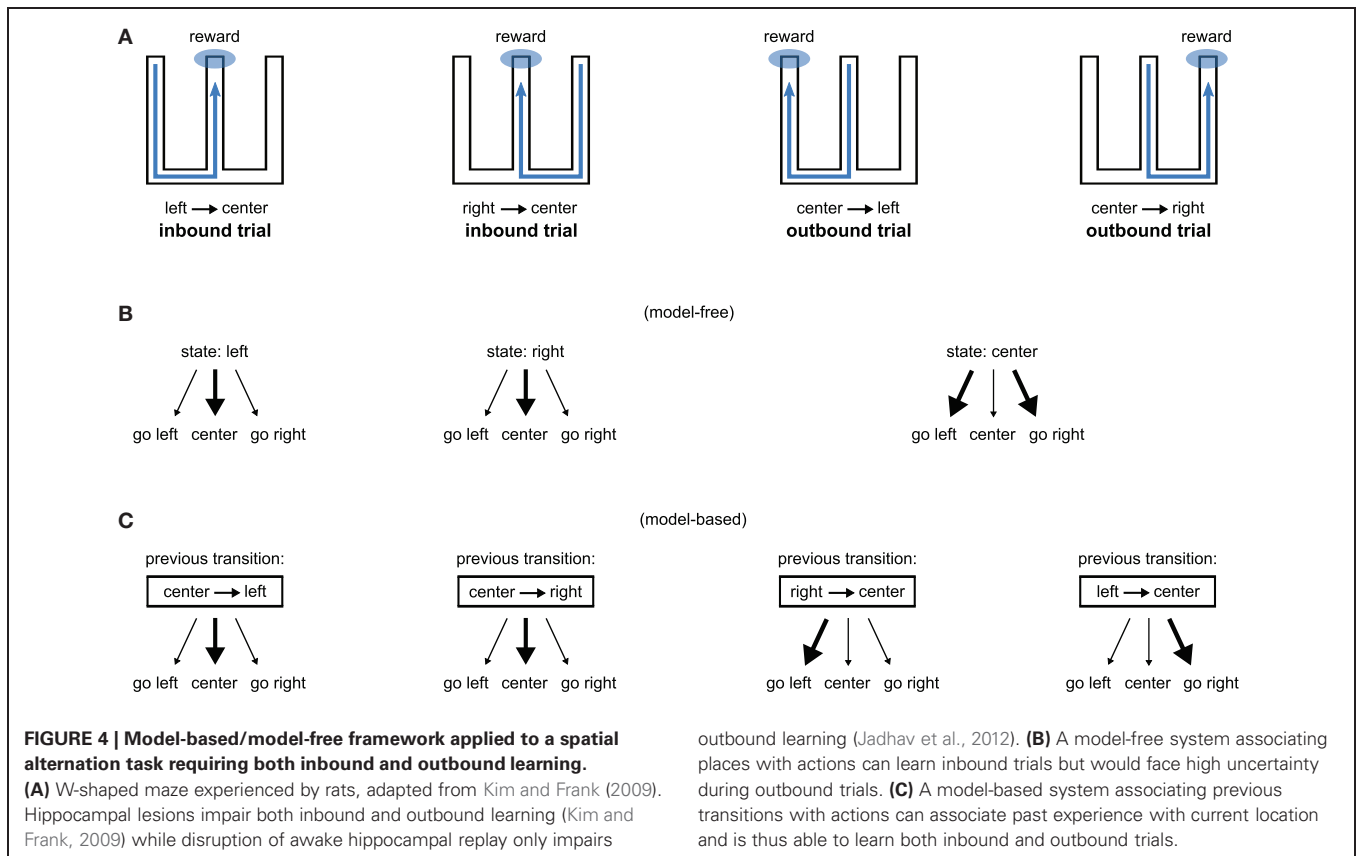 A
reward reward reward reward
left → center right → center center → left center → right
inbound trial inbound trial outbound trial outbound trial
B
(model-free)
state: left state: right state: center
go left center go right go left center go right go left center go right
C
(model-based)
previous transition: previous transition: previous transition: previous transition:
center → left center → right right → center left → center
go left center go right go left center go right go left center go right go left center go right
FIGURE 4 | Model-based/model-free framework applied to a spatial
alternation task requiring both inbound and outbound learning.
(A) W-shaped maze experienced by rats, adapted from Kim and Frank (2009).
Hippocampal lesions impair both inbound and outbound learning (Kim and
Frank, 2009) while disruption of awake hippocampal replay only impairs
outbound learning (Jadhav et al., 2012). (B) A model-free system associating
places with actions can learn inbound trials but would face high uncertainty
during outbound trials. (C) A model-based system associating previous
transitions with actions can associate past experience with current location
and is thus able to learn both inbound and outbound trials.